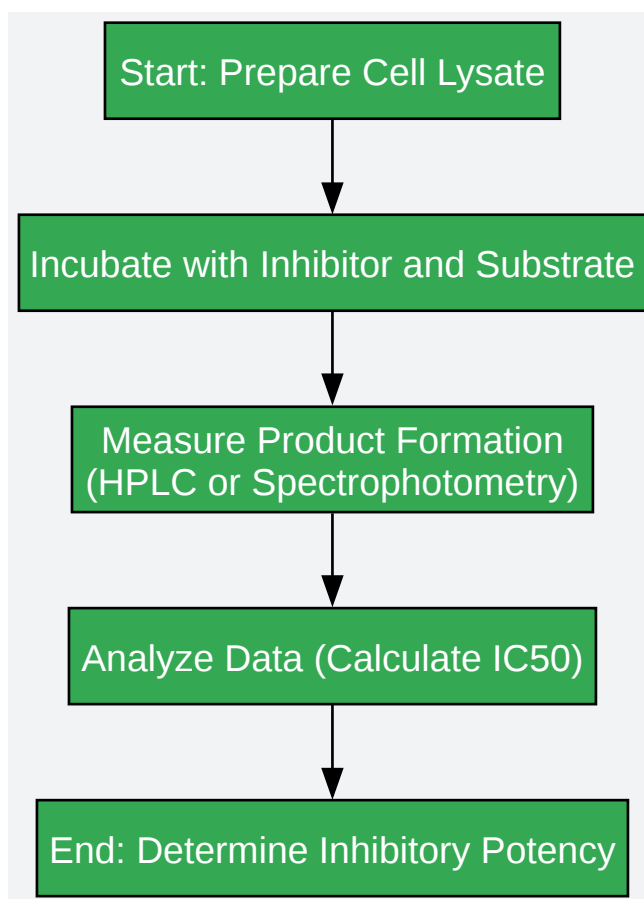 Start: Prepare Cell Lysate
Incubate with Inhibitor and Substrate
Measure Product Formation
(HPLC or Spectrophotometry)
Analyze Data (Calculate IC50)
End: Determine Inhibitory Potency